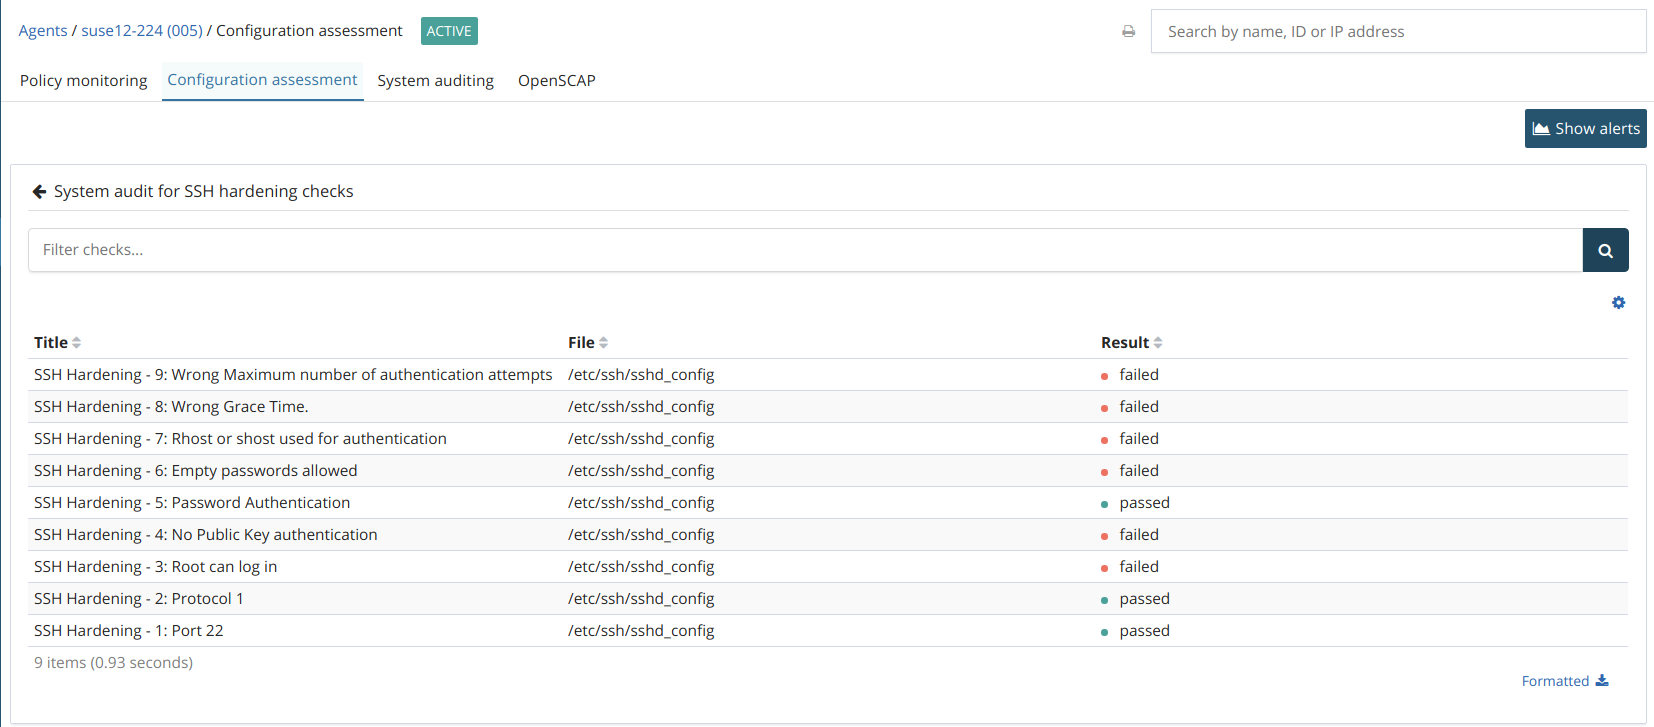 Agents / suse12-224 (005) / Configuration assessment ACTIVE Search by name, ID or IP address
Policy monitoring Configuration assessment System auditing OpenSCAP
Show alerts
System audit for SSH hardening checks
Filter checks...
Title File Result
SSH Hardening - 9: Wrong Maximum number of authentication attempts /etc/ssh/sshd_config failed
SSH Hardening - 8: Wrong Grace Time. /etc/ssh/sshd_config failed
SSH Hardening - 7: Rhost or shost used for authentication /etc/ssh/sshd_config failed
SSH Hardening - 6: Empty passwords allowed /etc/ssh/sshd_config failed
SSH Hardening - 5: Password Authentication /etc/ssh/sshd_config passed
SSH Hardening - 4: No Public Key authentication /etc/ssh/sshd_config failed
SSH Hardening - 3: Root can log in /etc/ssh/sshd_config failed
SSH Hardening - 2: Protocol 1 /etc/ssh/sshd_config passed
SSH Hardening - 1: Port 22 /etc/ssh/sshd_config passed
9 items (0.93 seconds)
Formatted